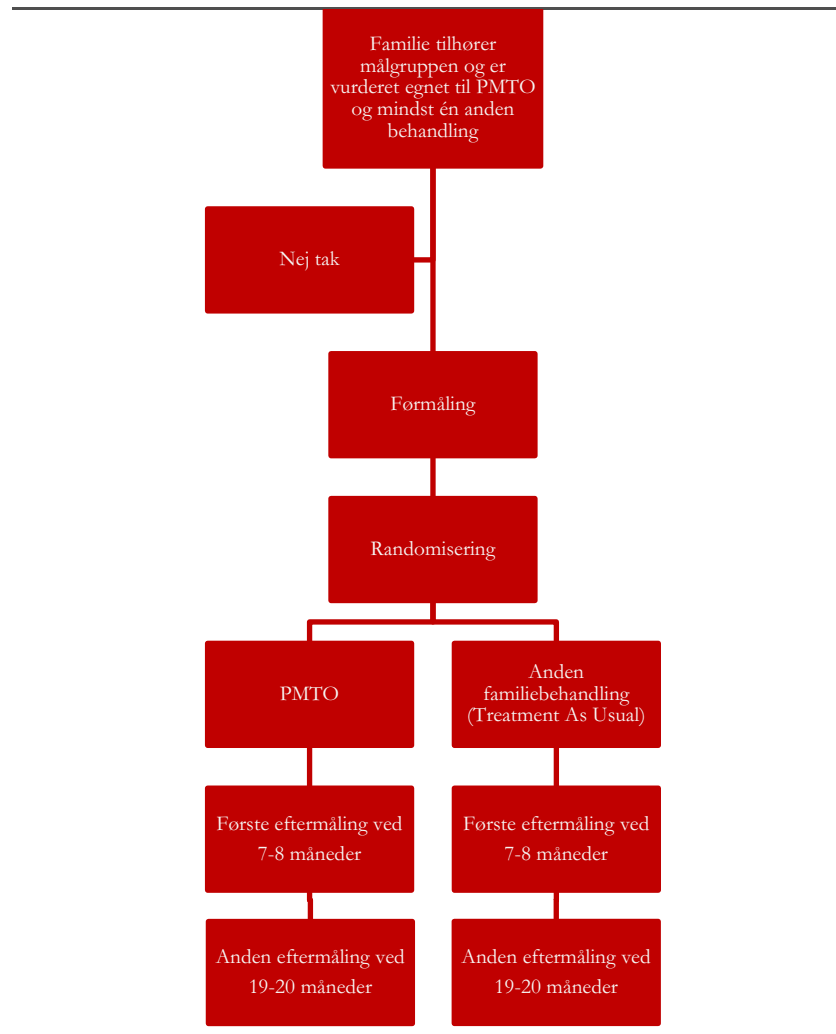 Familie tilhører
målgruppen og er
vurderet egnet til PMTO
og mindst én anden
behandling
Nej tak
Førmåling
Randomisering
PMTO
Anden
familiebehandling
(Treatment As Usual)
Første eftermåling ved
7-8 måneder
Første eftermåling ved
7-8 måneder
Anden eftermåling ved
19-20 måneder
Anden eftermåling ved
19-20 måneder